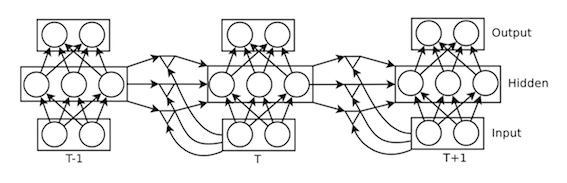 Output
Hidden
Input
T-1
T
T+1